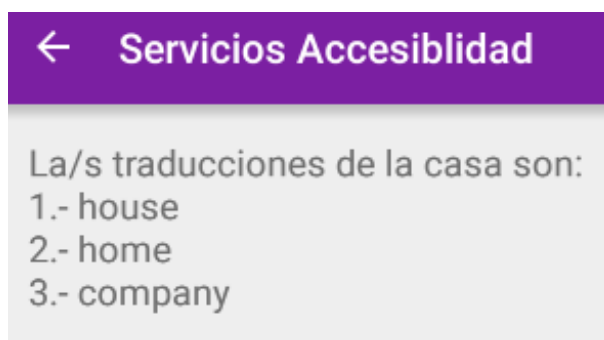 Servicios Accesiblidad
La/s traducciones de la casa son:
1.- house
2.- home
3.- company